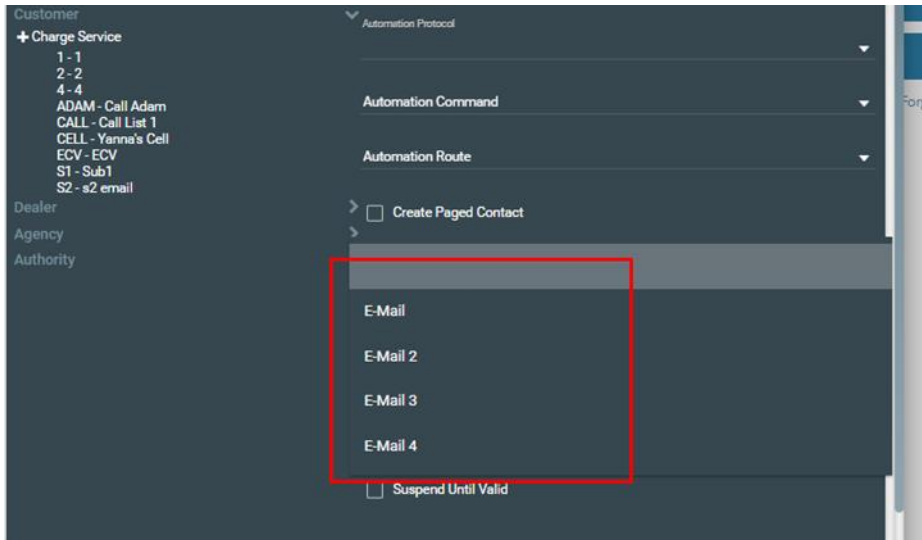 Customer
+ Charge Service
1 - 1
2 - 2
4 - 4
ADAM - Call Adam
CALL - Call List 1
CELL - Yanna's Cell
ECV - ECV
S1 - Sub1
S2 - s2 email
Dealer
Agency
Authority
Automation Protocol
Automation Command
Automation Route
Create Paged Contact
E-Mail
E-Mail 2
E-Mail 3
E-Mail 4
Suspend Until Valid